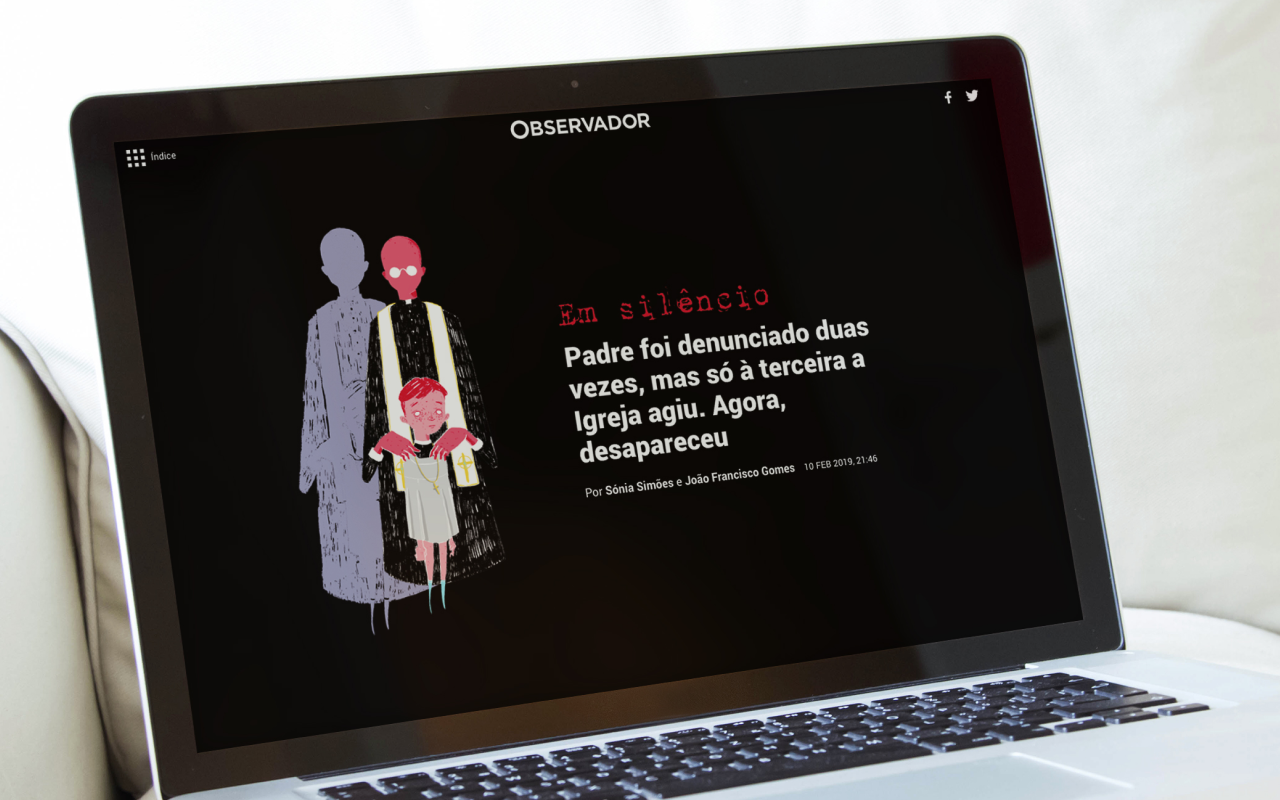 OBSERVADOR
Índice
Em silêncio
Padre foi denunciado duas
vezes, mas só à terceira a
Igreja agiu. Agora,
desapareceu
Por Sónia Simões e João Francisco Gomes 10 FEB 2019, 21:46